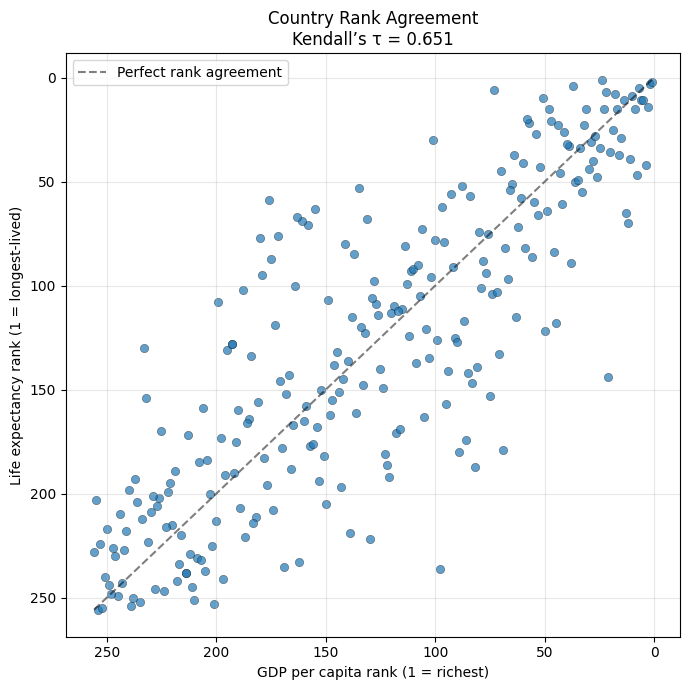 Country Rank Agreement
Kendall’s τ = 0.651
Perfect rank agreement
Life expectancy rank (1 = longest-lived)
0
50
100
150
200
250
250 200 150 100 50 0
GDP per capita rank (1 = richest)